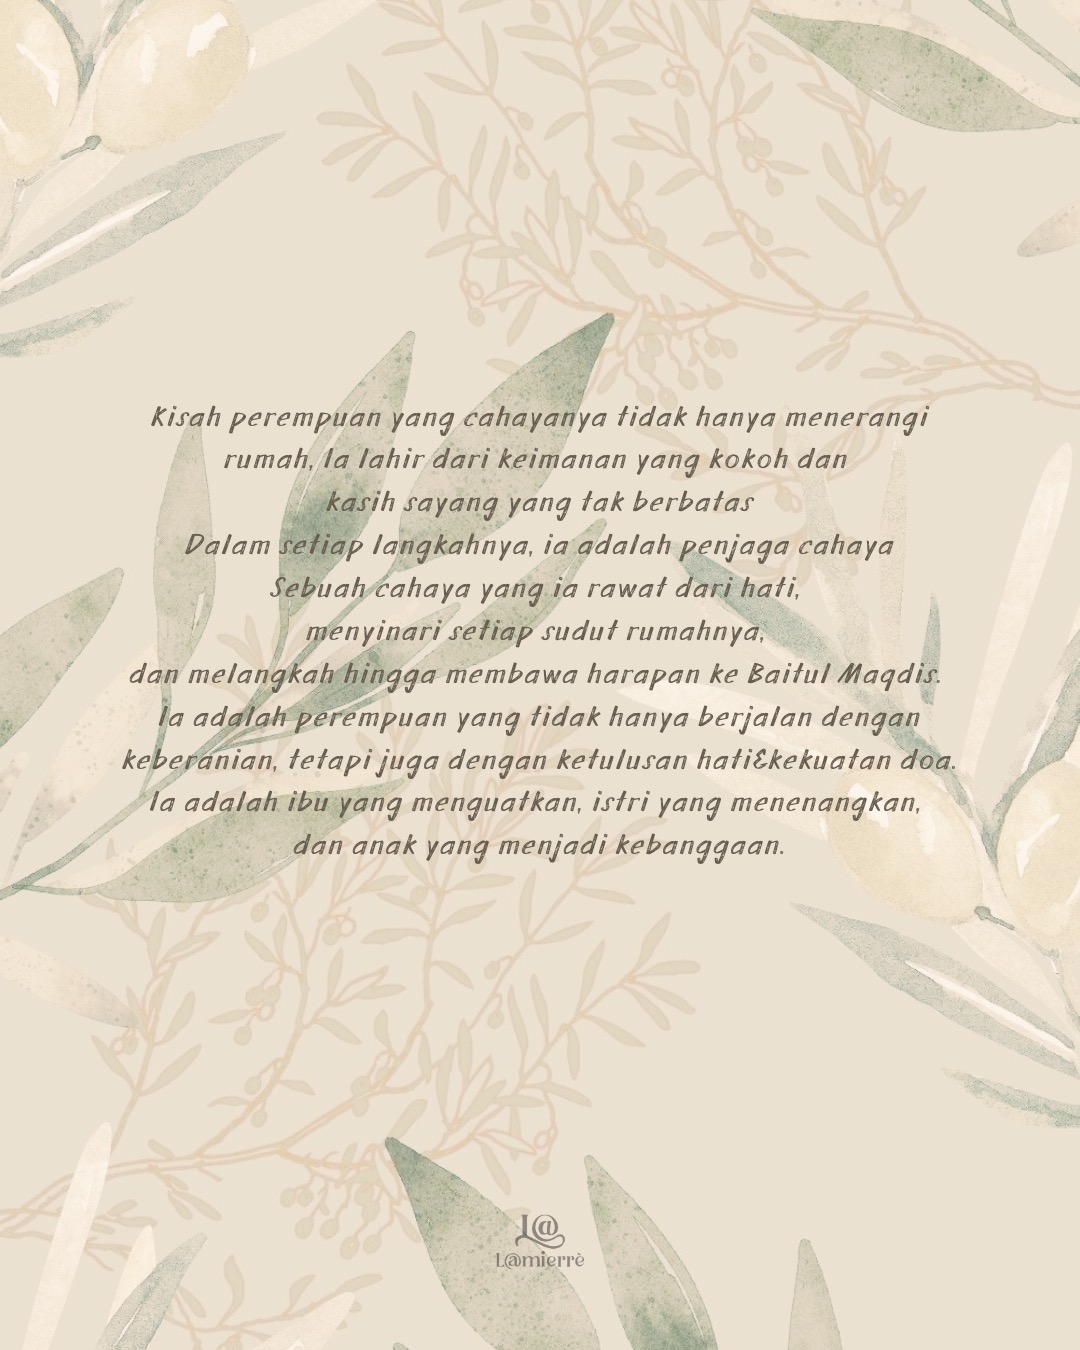 Kisah perempuan yang cahayanya tidak hanya menerangi
rumah, Ia lahir dari keimanan yang kokoh dan
kasih sayang yang tak berbatas
Dalam setiap langkahnya, ia adalah penjaga cahaya
Sebuah cahaya yang ia rawat dari hati,
menyinari setiap sudut rumahnya,
dan melangkah hingga membawa harapan ke Baitul Maqdis.
Ia adalah perempuan yang tidak hanya berjalan dengan
keberanian, tetapi juga dengan ketulusan hati&kekuatan doa.
Ia adalah ibu yang menguatkan, istri yang menenangkan,
dan anak yang menjadi kebanggaan.
L@
L@mierrè